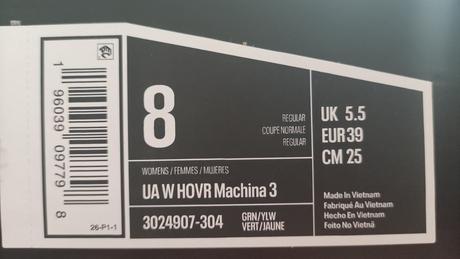 1 96039 09779 8
26-P1-1
8
REGULAR
COUPE NORMALE
REGULAR
WOMENS / FEMMES / MUJERES
UA W HOVR Machina 3
3024907-304
GRN/YLW
VERT/JAUNE
UK 5.5
EUR 39
CM 25
Made In Vietnam
Fabriqué Au Vietnam
Hecho En Vietnam
Feito No Vietnã